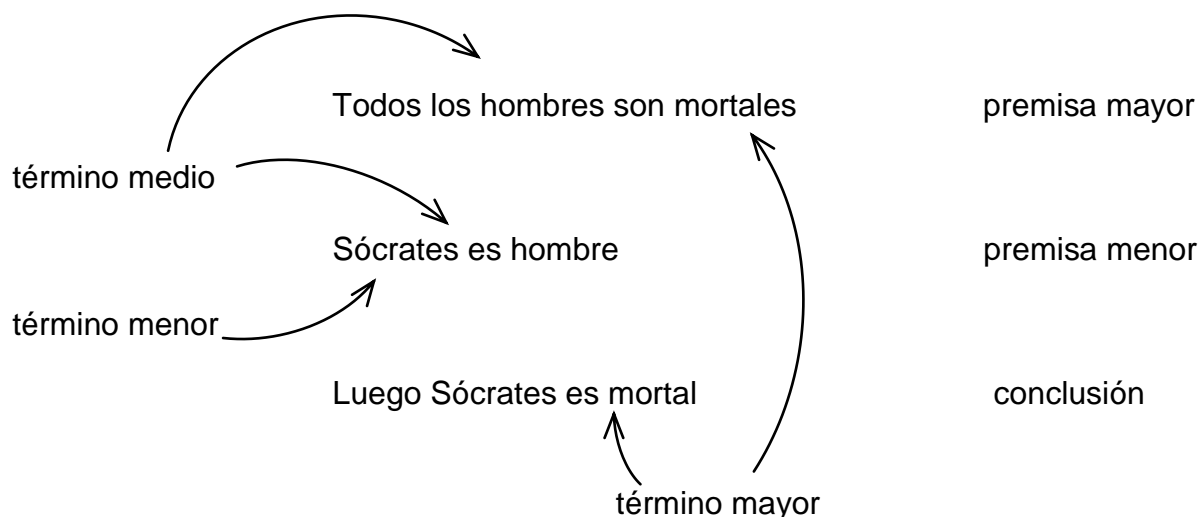 Todos los hombres son mortales premisa mayor
término medio
Sócrates es hombre premisa menor
término menor
Luego Sócrates es mortal conclusión
término mayor